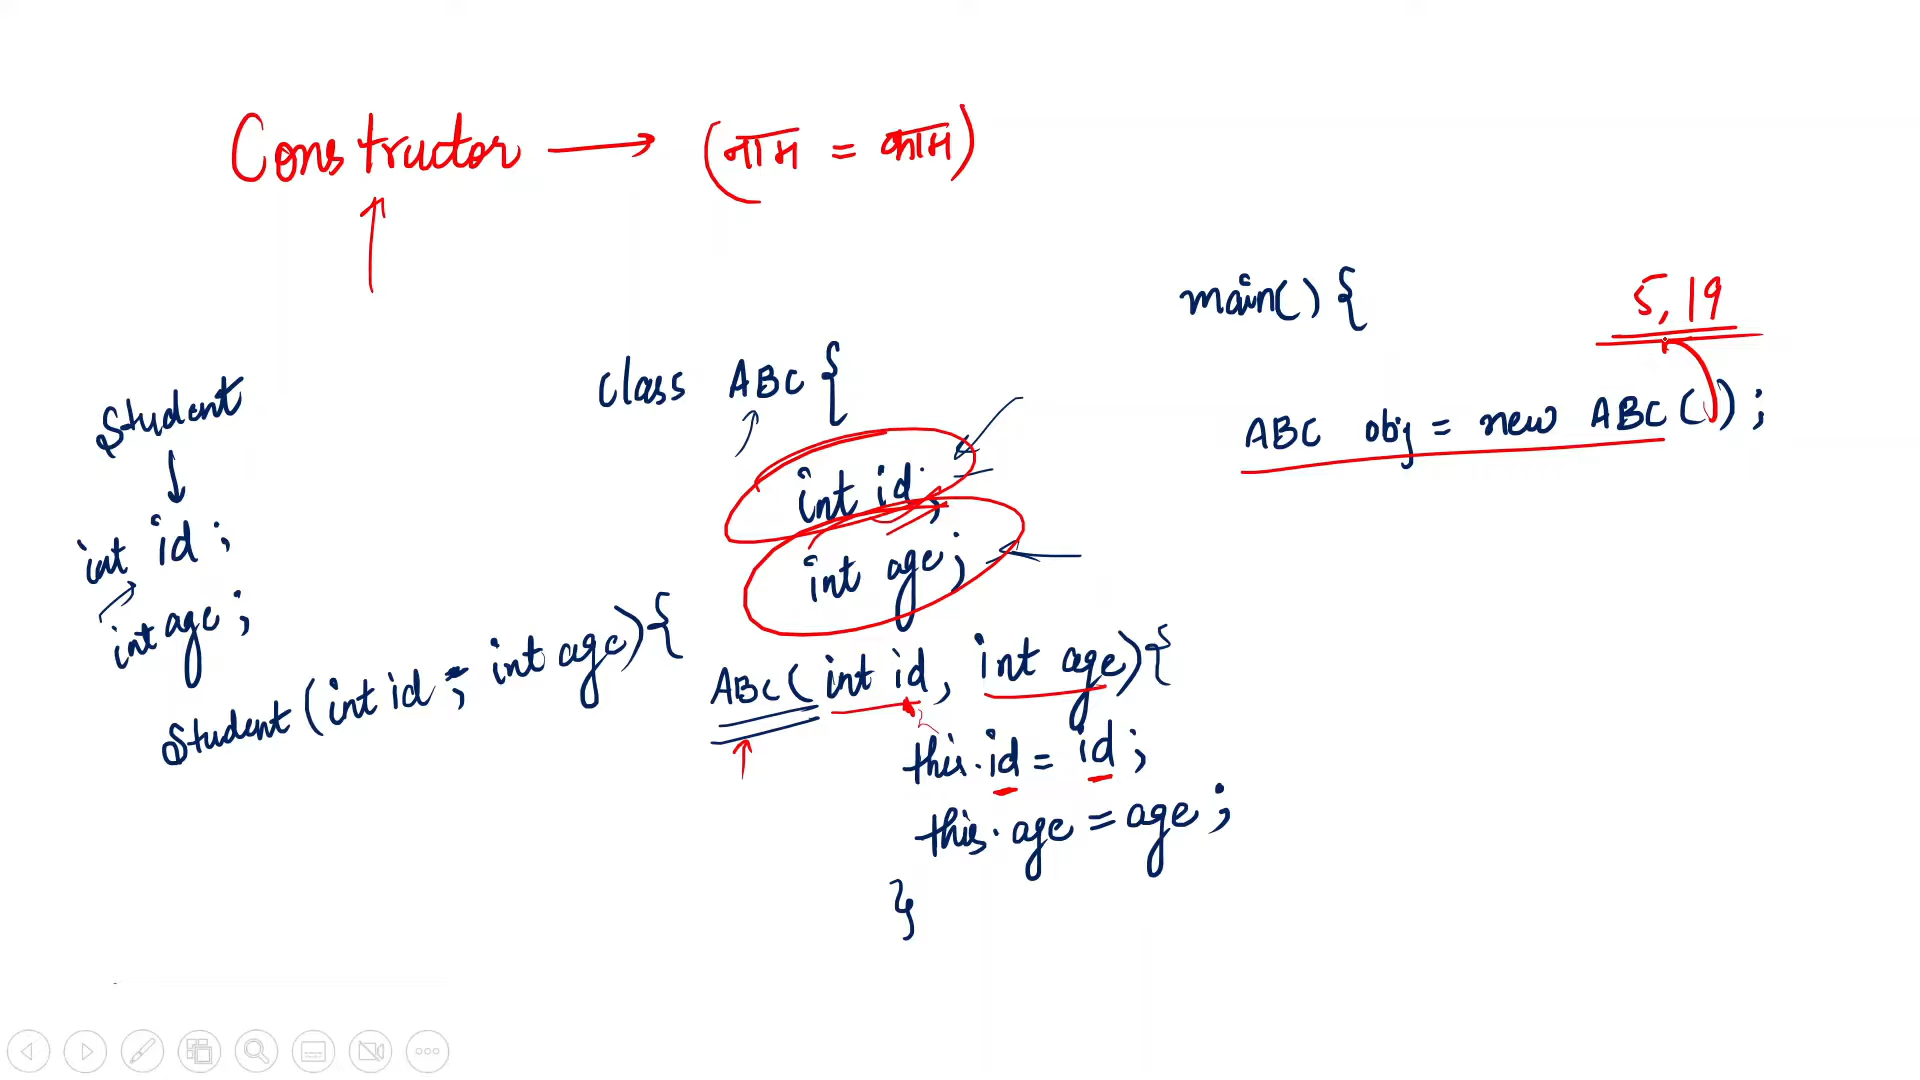 Constructor → (नाम = काम)
main() {
5, 19
ABC obj = new ABC( );
class ABC {
int id;
int age;
ABC( int id, int age) {
this.id = id;
this.age = age;
}
Student
↓
int id;
int age;
Student (int id; int age) {